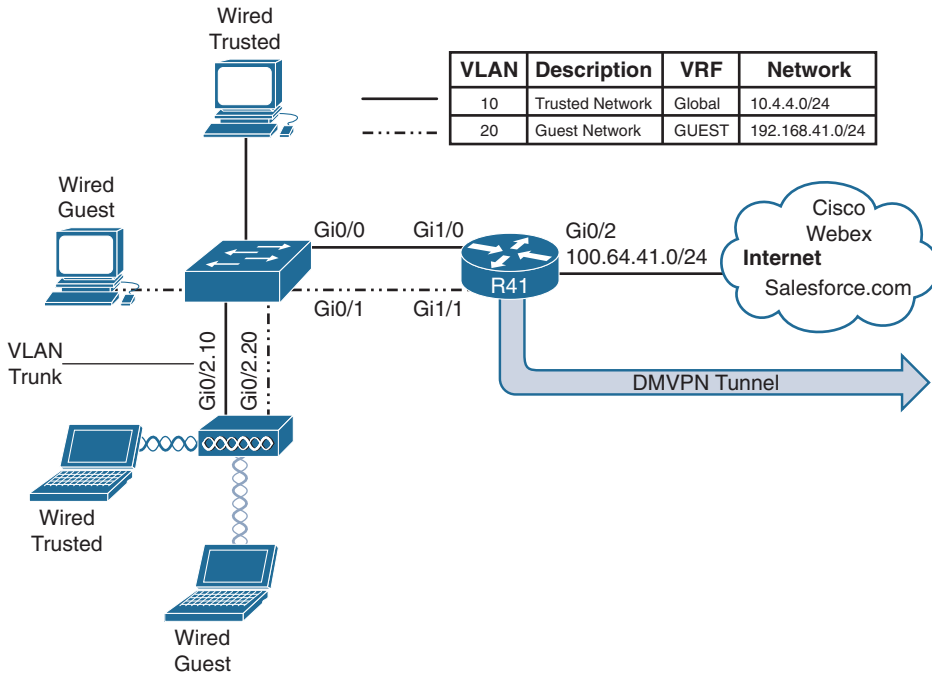 Wired
Trusted
VLAN Description VRF Network
10 Trusted Network Global 10.4.4.0/24
20 Guest Network GUEST 192.168.41.0/24
Wired
Guest
Gi0/0
Gi1/0
Gi0/2
100.64.41.0/24
Cisco
Webex
Internet
Salesforce.com
R41
Gi0/1
Gi1/1
VLAN
Trunk
Gi0/2.10
Gi0/2.20
DMVPN Tunnel
Wired
Trusted
Wired
Guest